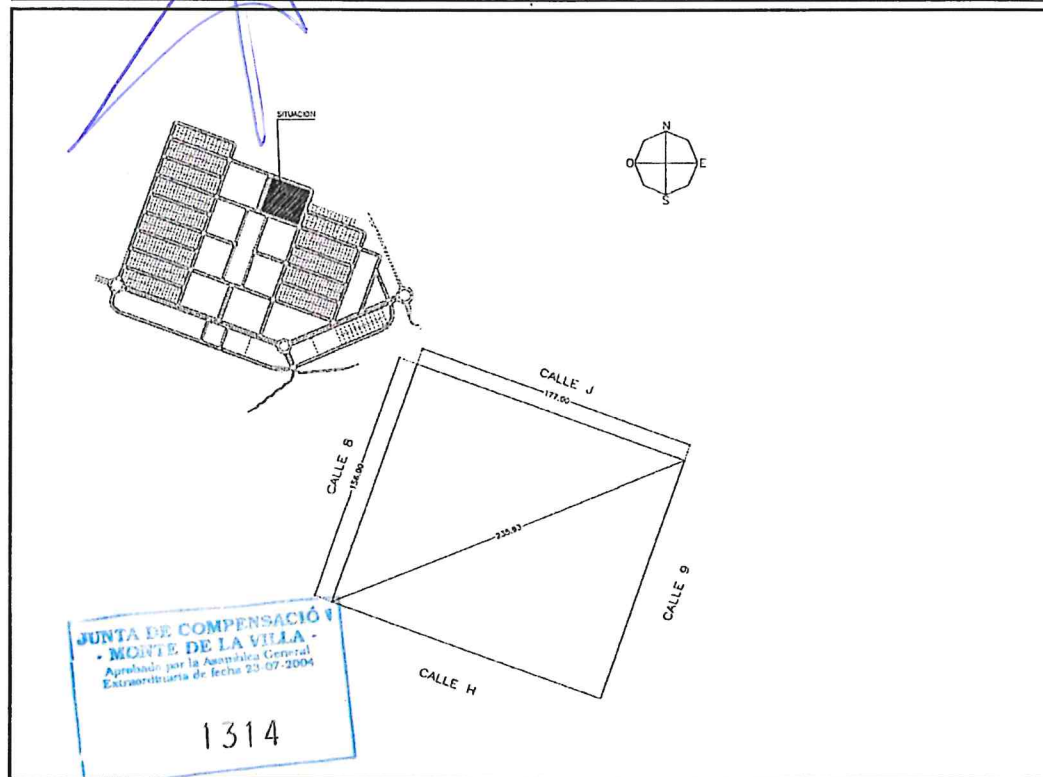 SITUACION
N
O
E
S
CALLE J
177.00
CALLE 8
156.00
235.93
CALLE 9
CALLE H
JUNTA DE COMPENSACIÓN
- MONTE DE LA VILLA -
Aprobado por la Asamblea General
Extraordinaria de fecha 23-07-2004
1314